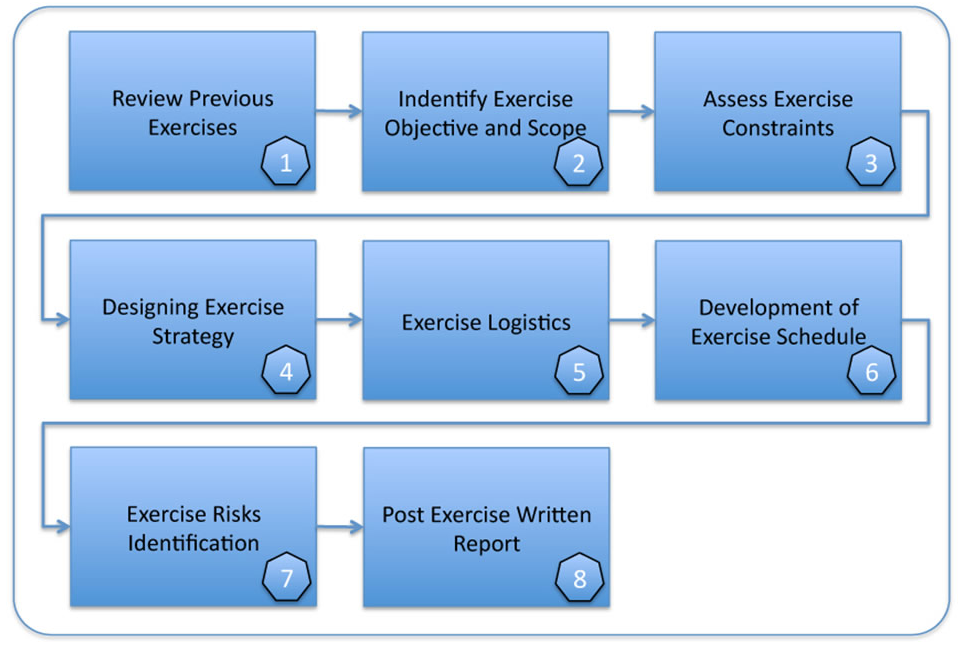 Review Previous
Exercises
1
Indentify Exercise
Objective and Scope
2
Assess Exercise
Constraints
3
Designing Exercise
Strategy
4
Exercise Logistics
5
Development of
Exercise Schedule
6
Exercise Risks
Identification
7
Post Exercise Written
Report
8